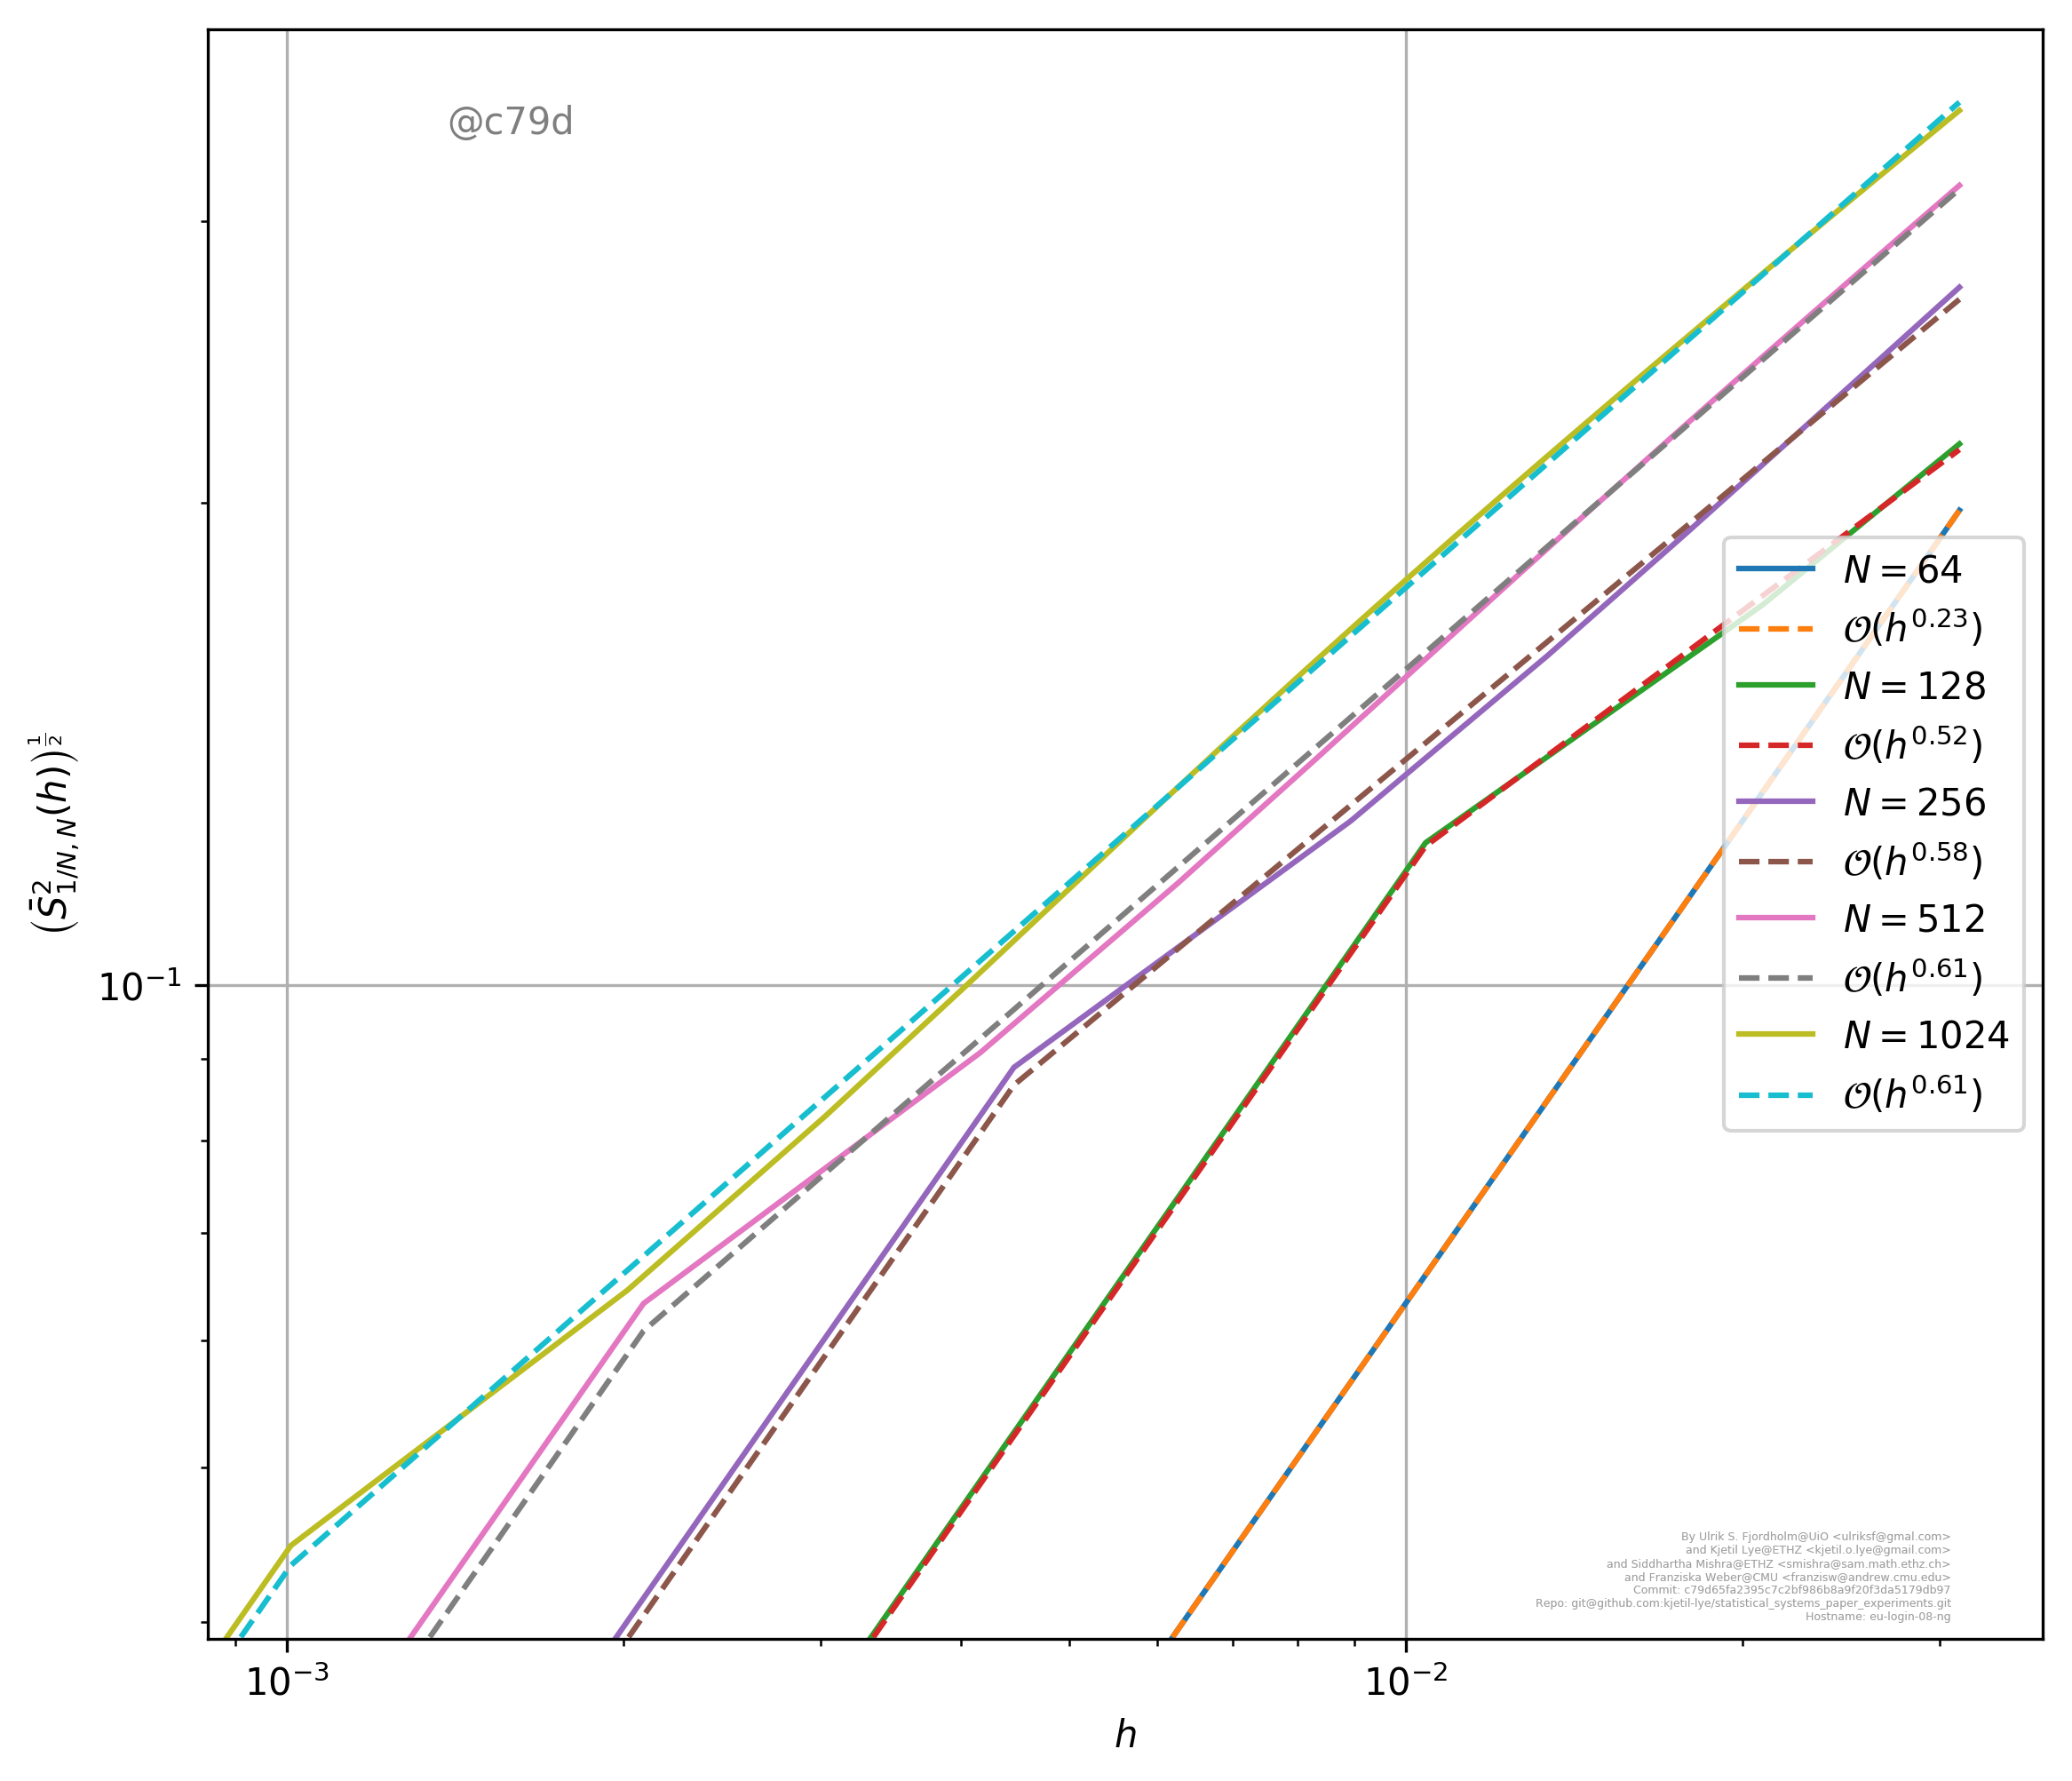 @c79d
(S̄²_{1/N, N}(h))^{1/2}
10⁻¹
10⁻³
10⁻²
h
N = 64
𝒪(h^{0.23})
N = 128
𝒪(h^{0.52})
N = 256
𝒪(h^{0.58})
N = 512
𝒪(h^{0.61})
N = 1024
𝒪(h^{0.61})
By Ulrik S. Fjordholm@UiO <ulriksf@gmal.com>
and Kjetil Lye@ETHZ <kjetil.o.lye@gmail.com>
and Siddhartha Mishra@ETHZ <smishra@sam.math.ethz.ch>
and Franziska Weber@CMU <franzisw@andrew.cmu.edu>
Commit: c79d65fa2395c7c2bf986b8a9f20f3da5179db97
Repo: git@github.com:kjetil-lye/statistical_systems_paper_experiments.git
Hostname: eu-login-08-ng